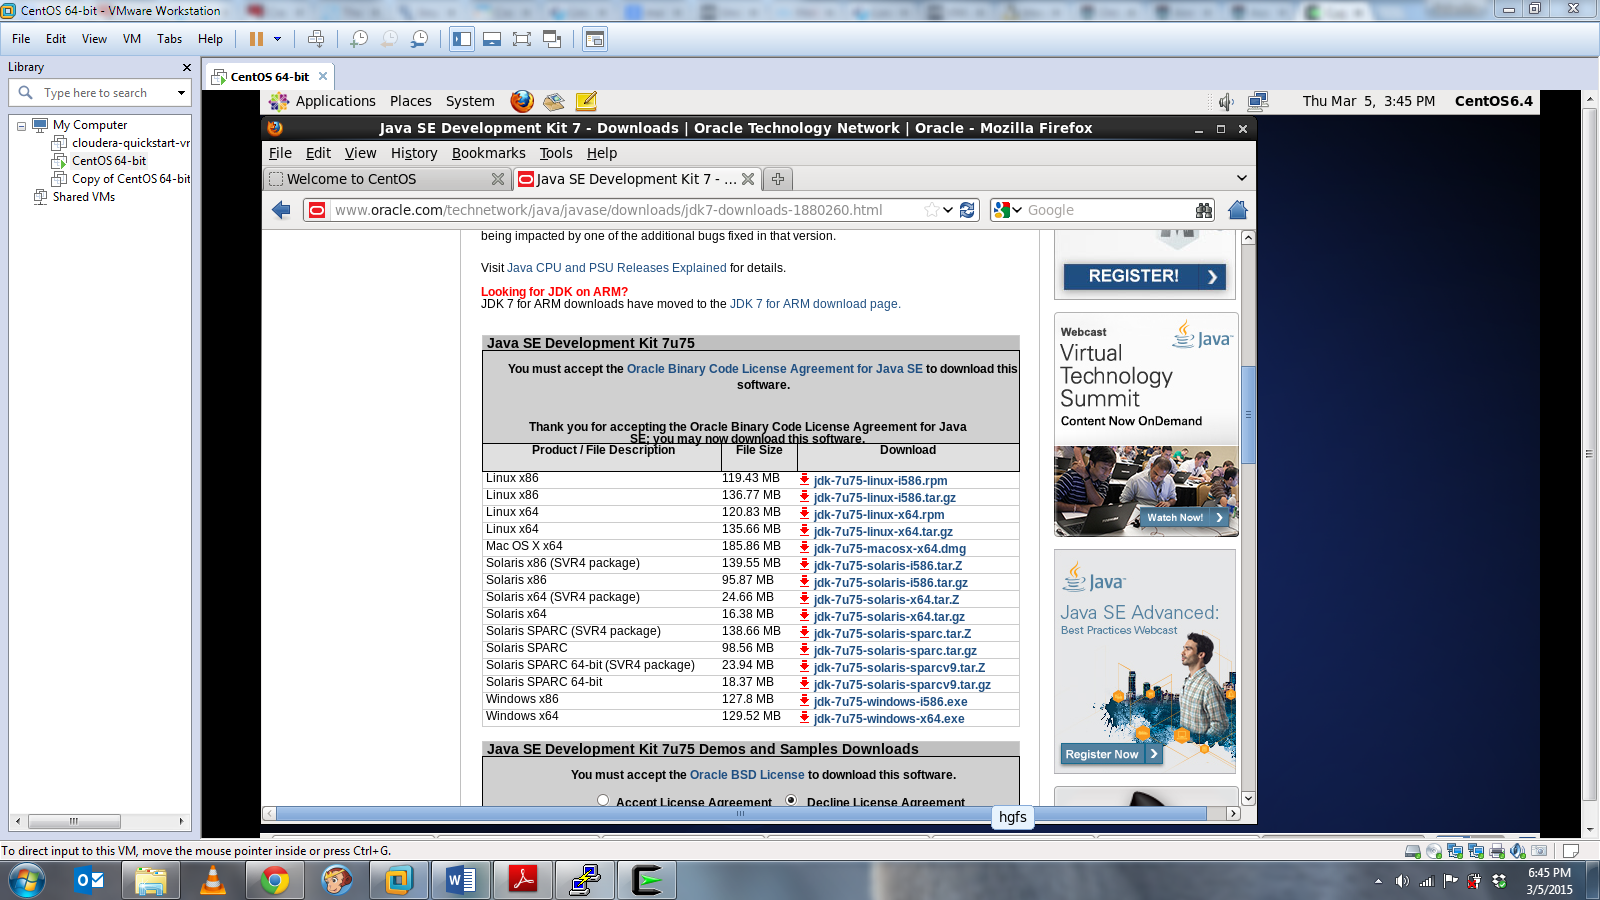 CentOS 64-bit - VMware Workstation
File Edit View VM Tabs Help
Library
Type here to search
My Computer
cloudera-quickstart-vr
CentOS 64-bit
Copy of CentOS 64-bit
Shared VMs
CentOS 64-bit
Applications Places System
Thu Mar 5, 3:45 PM CentOS6.4
Java SE Development Kit 7 - Downloads | Oracle Technology Network | Oracle - Mozilla Firefox
File Edit View History Bookmarks Tools Help
Welcome to CentOS
Java SE Development Kit 7 - ...
www.oracle.com/technetwork/java/javase/downloads/jdk7-downloads-1880260.html
Google
being impacted by one of the additional bugs fixed in that version.
Visit Java CPU and PSU Releases Explained for details.
Looking for JDK on ARM?
JDK 7 for ARM downloads have moved to the JDK 7 for ARM download page.
Java SE Development Kit 7u75
You must accept the Oracle Binary Code License Agreement for Java SE to download this
software.
Thank you for accepting the Oracle Binary Code License Agreement for Java
SE; you may now download this software.
Product / File Description File Size Download
Linux x86 119.43 MB jdk-7u75-linux-i586.rpm
Linux x86 136.77 MB jdk-7u75-linux-i586.tar.gz
Linux x64 120.83 MB jdk-7u75-linux-x64.rpm
Linux x64 135.66 MB jdk-7u75-linux-x64.tar.gz
Mac OS X x64 185.86 MB jdk-7u75-macosx-x64.dmg
Solaris x86 (SVR4 package) 139.55 MB jdk-7u75-solaris-i586.tar.Z
Solaris x86 95.87 MB jdk-7u75-solaris-i586.tar.gz
Solaris x64 (SVR4 package) 24.66 MB jdk-7u75-solaris-x64.tar.Z
Solaris x64 16.38 MB jdk-7u75-solaris-x64.tar.gz
Solaris SPARC (SVR4 package) 138.66 MB jdk-7u75-solaris-sparc.tar.Z
Solaris SPARC 98.56 MB jdk-7u75-solaris-sparc.tar.gz
Solaris SPARC 64-bit (SVR4 package) 23.94 MB jdk-7u75-solaris-sparcv9.tar.Z
Solaris SPARC 64-bit 18.37 MB jdk-7u75-solaris-sparcv9.tar.gz
Windows x86 127.8 MB jdk-7u75-windows-i586.exe
Windows x64 129.52 MB jdk-7u75-windows-x64.exe
Java SE Development Kit 7u75 Demos and Samples Downloads
You must accept the Oracle BSD License to download this software.
Accept License Agreement Decline License Agreement
REGISTER!
Webcast
Java
Virtual
Technology
Summit
Content Now OnDemand
Watch Now!
Java
Java SE Advanced:
Best Practices Webcast
Register Now
hgfs
To direct input to this VM, move the mouse pointer inside or press Ctrl+G.
6:45 PM
3/5/2015